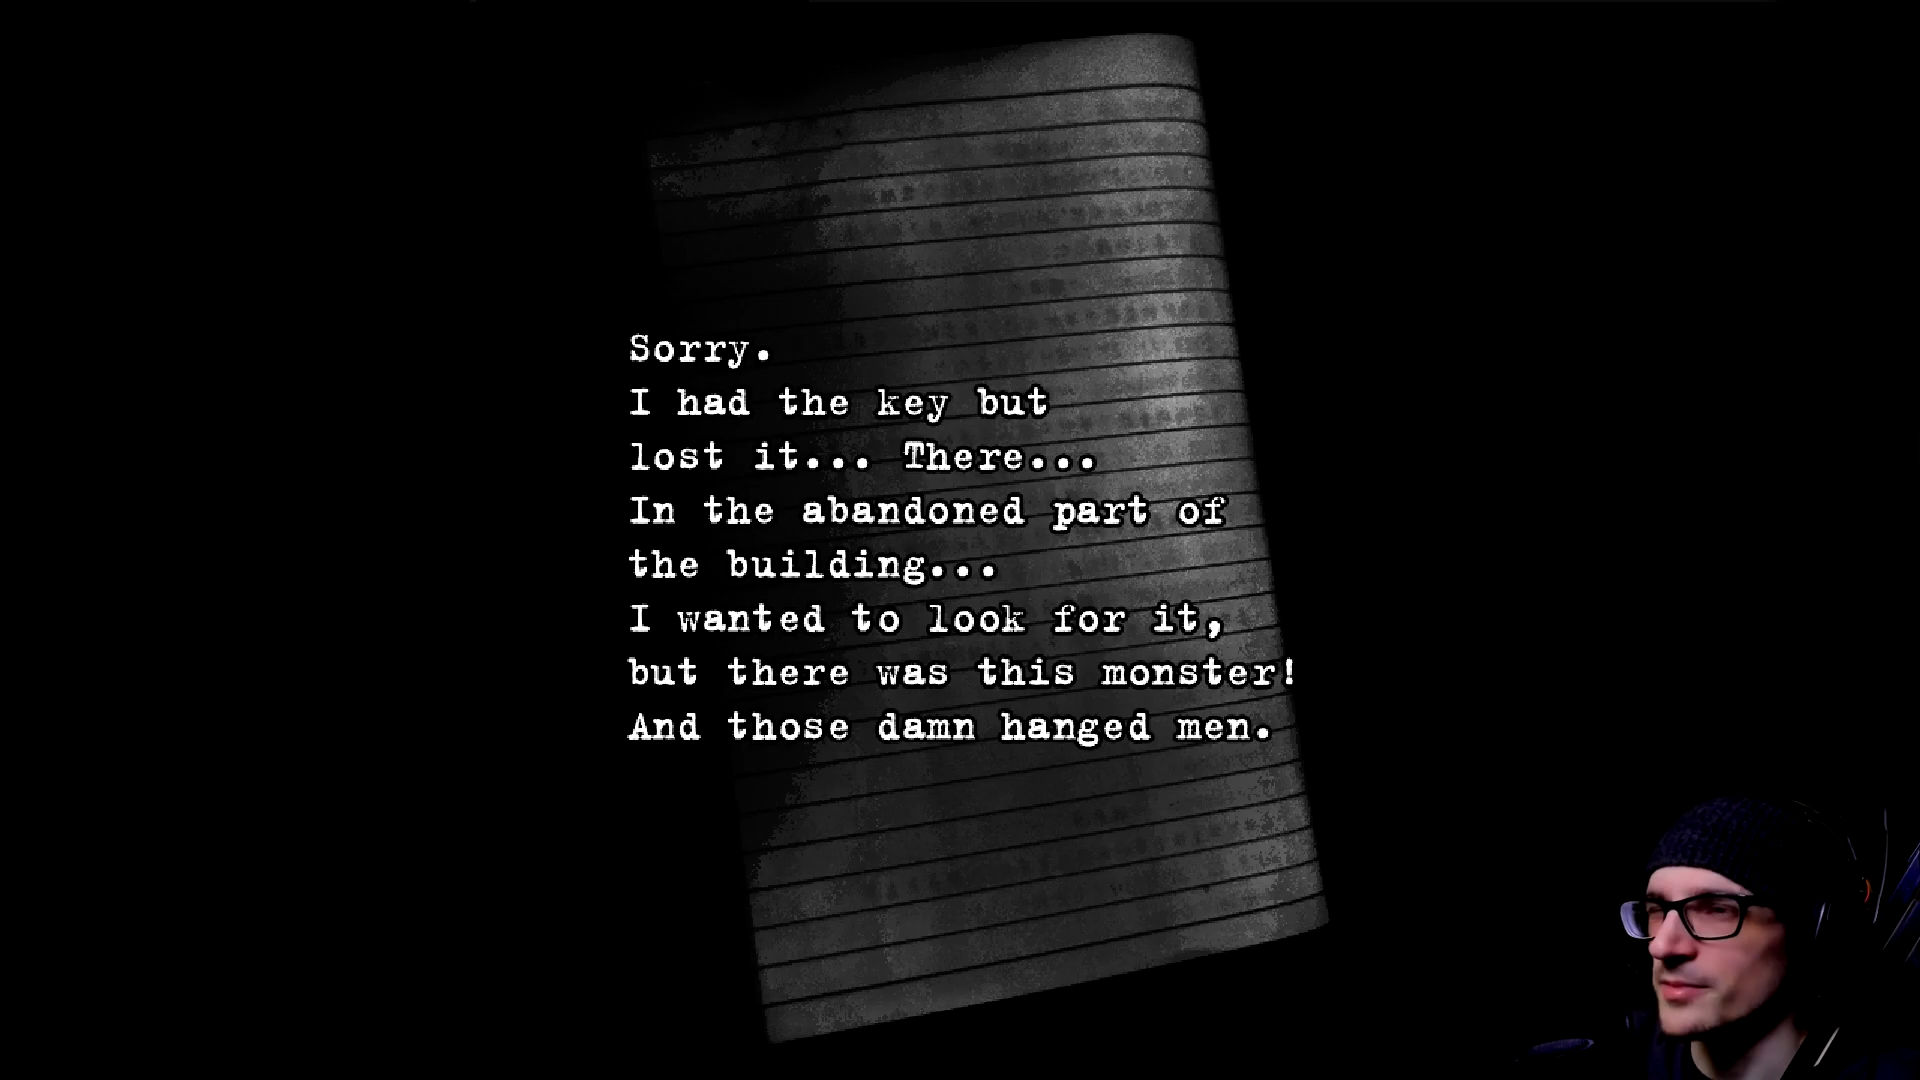 Sorry.
I had the key but
lost it... There...
In the abandoned part of
the building...
I wanted to look for it,
but there was this monster!
And those damn hanged men.